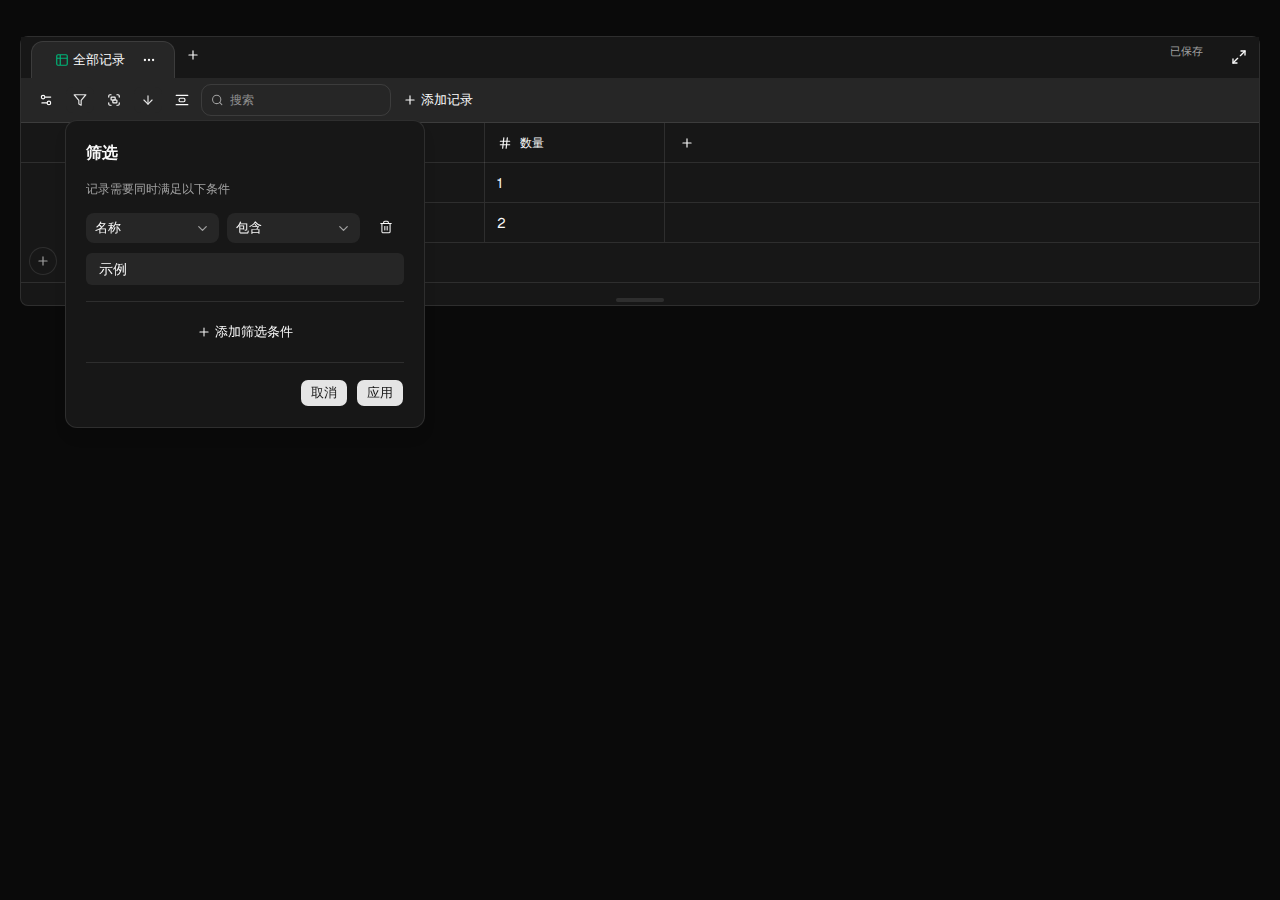 全部记录
已保存
搜索
添加记录
筛选
数量
记录需要同时满足以下条件
1
名称
包含
2
示例
添加筛选条件
取消
应用